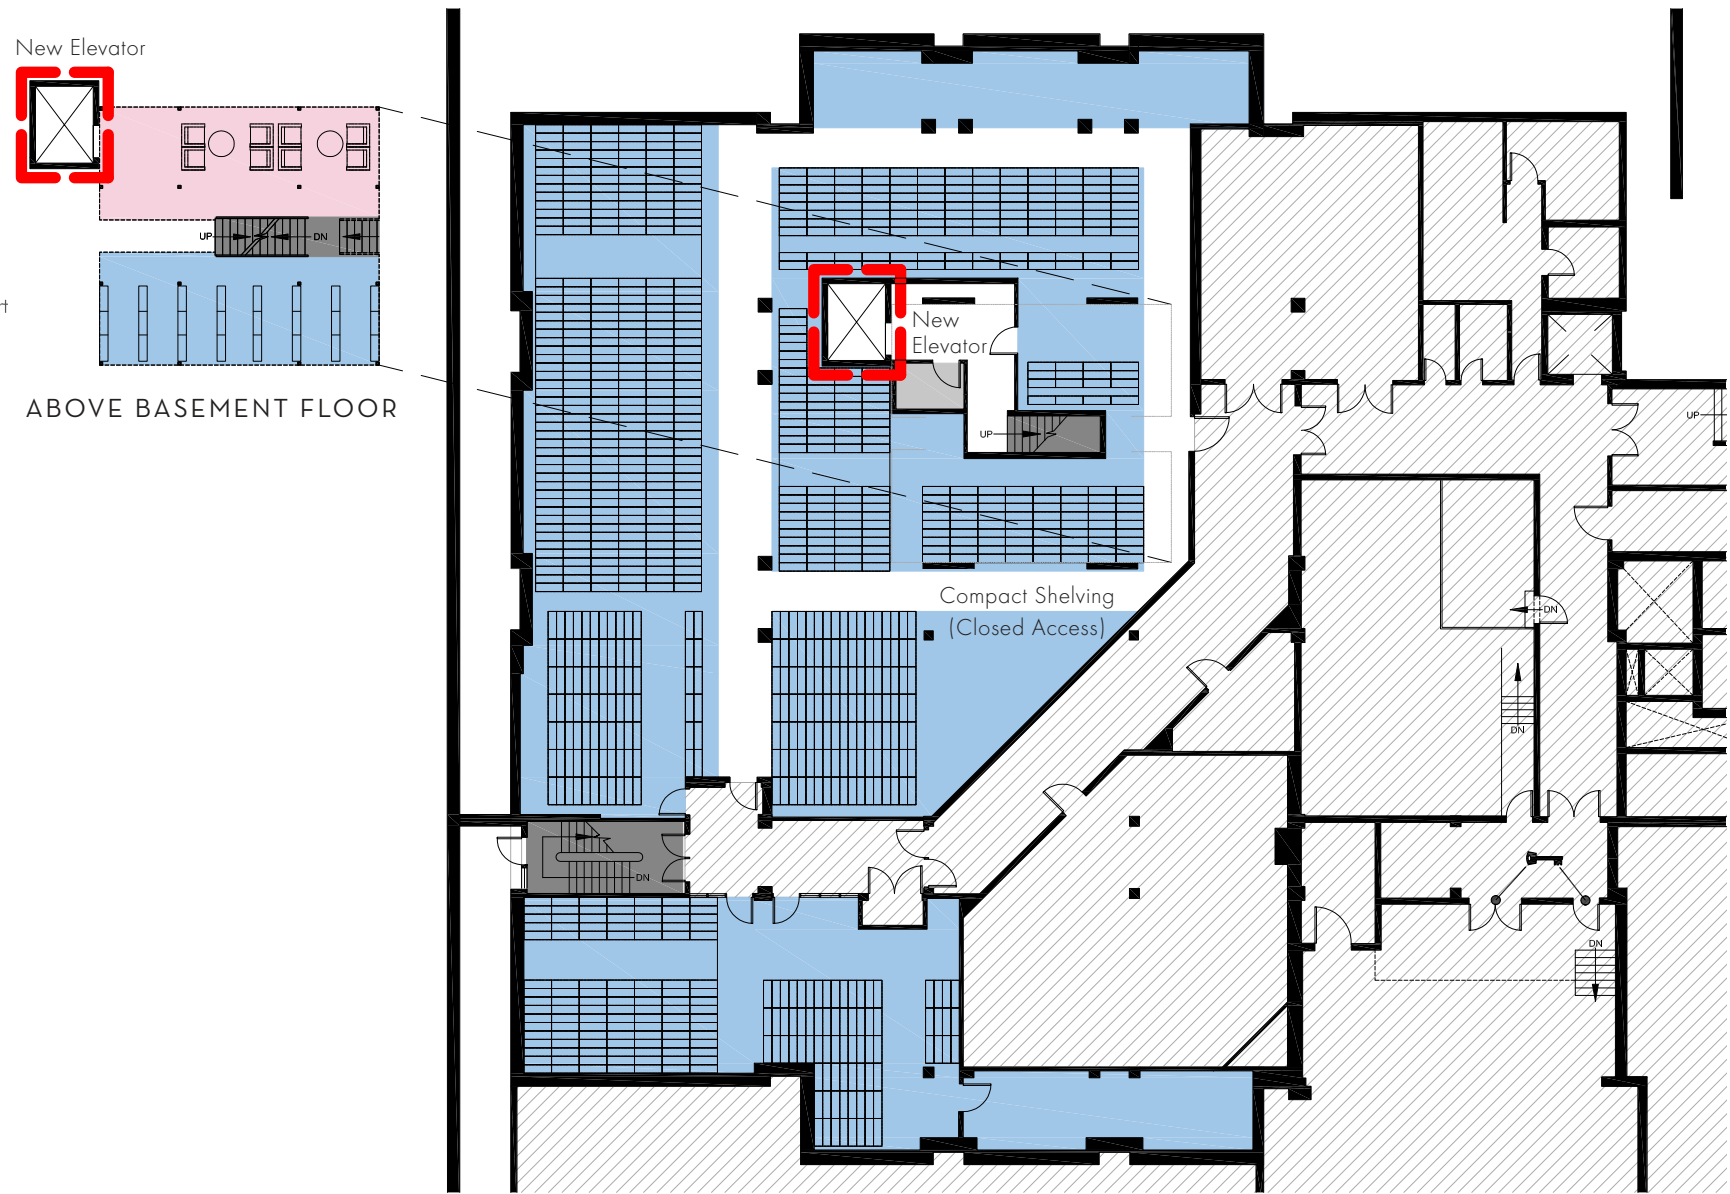 New Elevator
UP
DN
rt
ABOVE BASEMENT FLOOR
New
Elevator
UP
UP
Compact Shelving
(Closed Access)
DN
DN
DN
DN